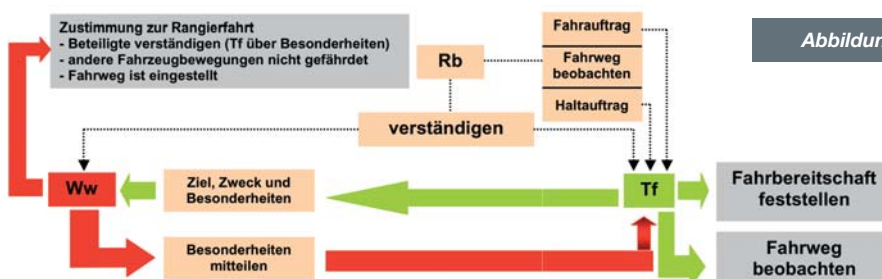 Zustimmung zur Rangierfahrt
- Beteiligte verständigen (Tf über Besonderheiten)
- andere Fahrzeugbewegungen nicht gefährdet
- Fahrweg ist eingestellt
Rb
Fahrauftrag
Fahrweg
beobachten
Haltauftrag
Abbildun
verständigen
Ww
Ziel, Zweck und
Besonderheiten
Tf
Fahrbereitschaft
feststellen
Besonderheiten
mitteilen
Fahrweg
beobachten